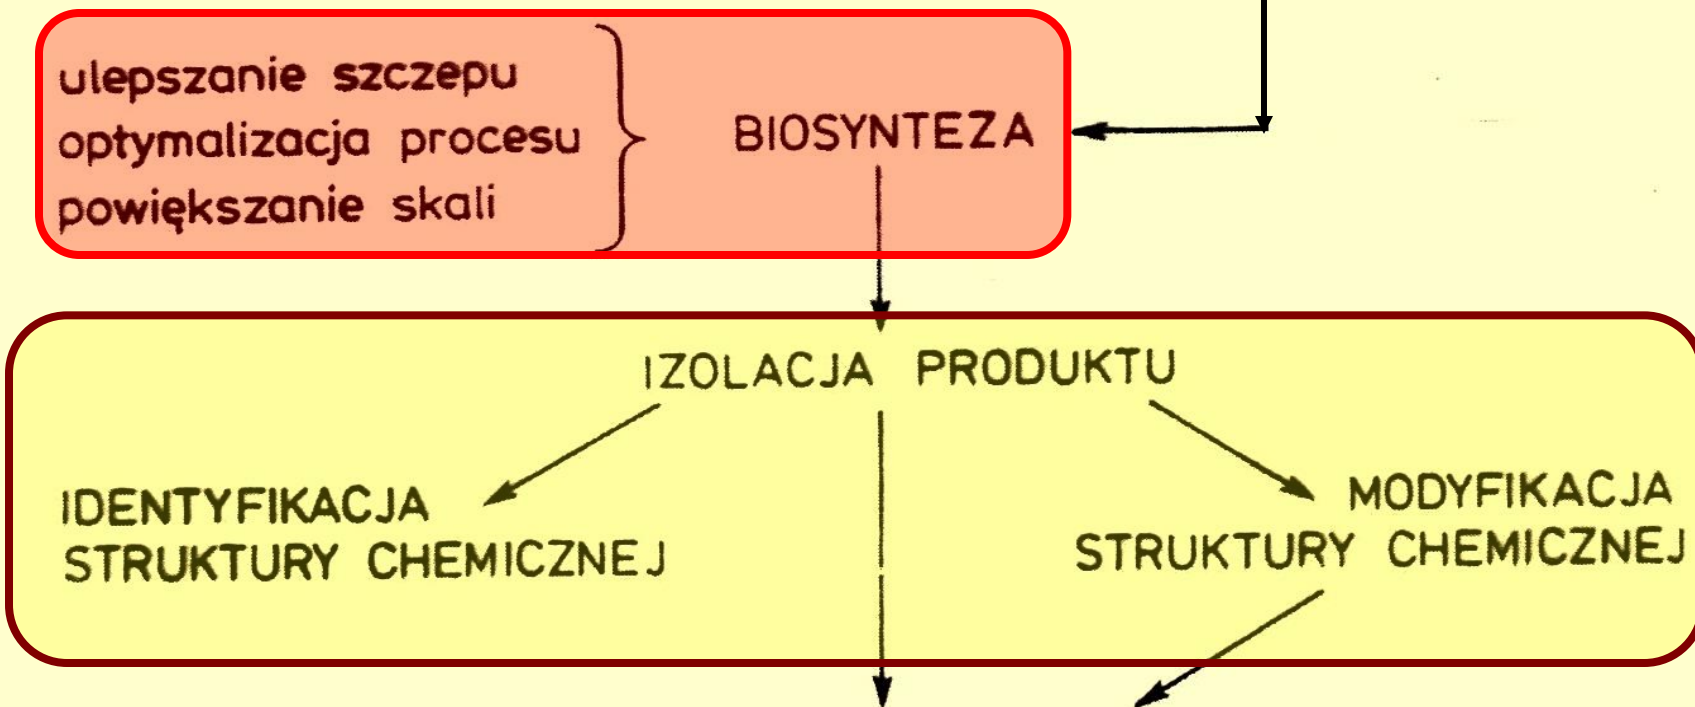 ulepszanie szczepu
optymalizacja procesu
powiększanie skali
BIOSYNTEZA
IZOLACJA PRODUKTU
IDENTYFIKACJA
STRUKTURY CHEMICZNEJ
MODYFIKACJA
STRUKTURY CHEMICZNEJ